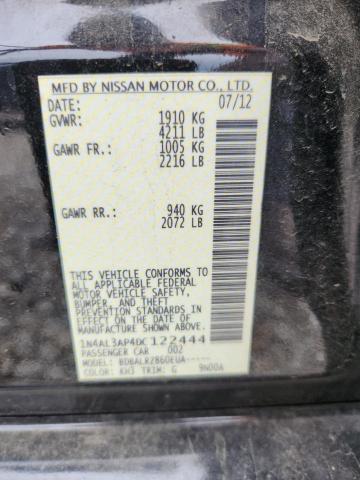 MFD BY NISSAN MOTOR CO., LTD.
DATE: 07/12
GVWR: 1910 KG
4211 LB
GAWR FR.: 1005 KG
2216 LB
GAWR RR.: 940 KG
2072 LB
THIS VEHICLE CONFORMS TO
ALL APPLICABLE FEDERAL
MOTOR VEHICLE SAFETY,
BUMPER, AND THEFT
PREVENTION STANDARDS IN
EFFECT ON THE DATE OF
MANUFACTURE SHOWN ABOVE.
1N4AL3AP4DC122444
PASSENGER CAR 002
MODEL: BDBALR2860EUA-----
COLOR: KH3 TRIM: G 9N00A